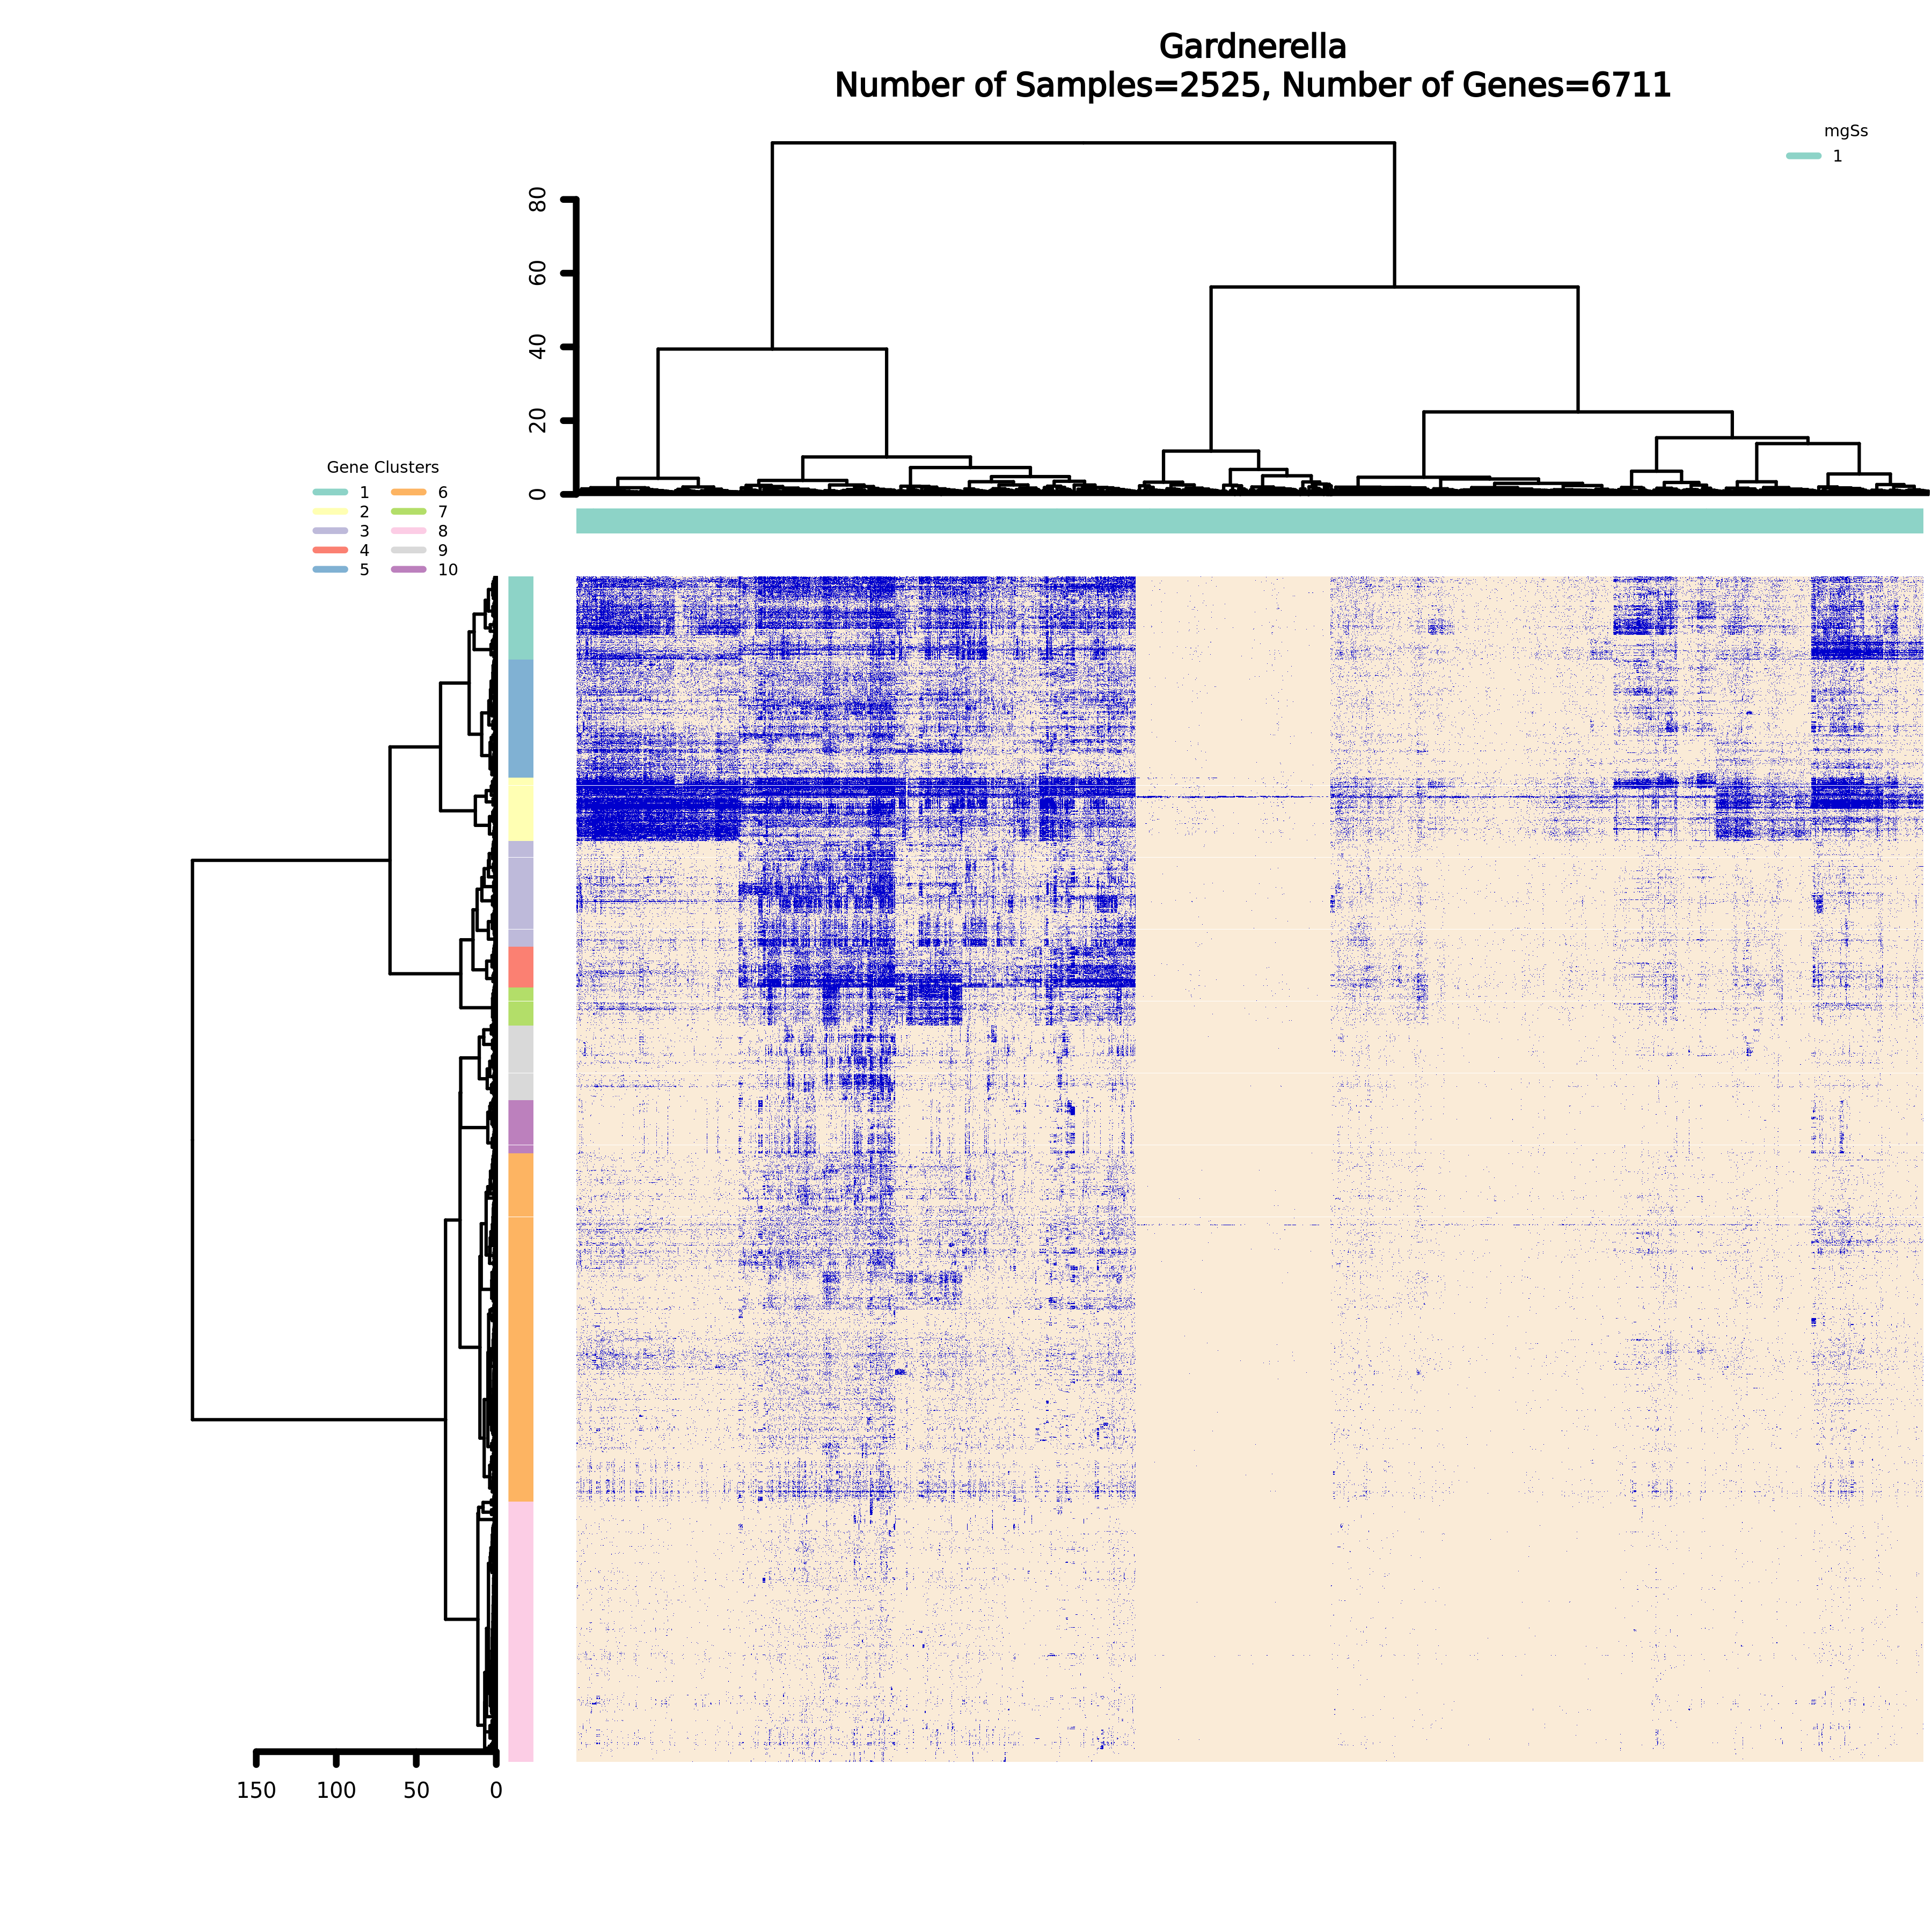 Gardnerella
Number of Samples=2525, Number of Genes=6711
mgSs
1
80
60
40
20
0
Gene Clusters
1 6
2 7
3 8
4 9
5 10
150 100 50 0